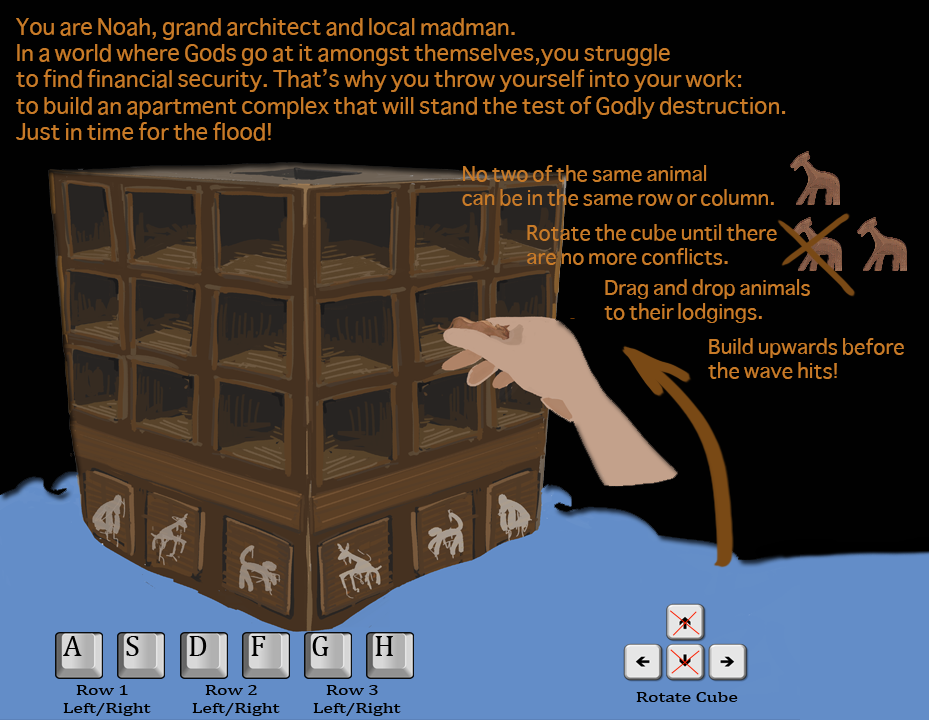 You are Noah, grand architect and local madman.
In a world where Gods go at it amongst themselves,you struggle
to find financial security. That's why you throw yourself into your work:
to build an apartment complex that will stand the test of Godly destruction.
Just in time for the flood!
No two of the same animal
can be in the same row or column.
Rotate the cube until there
are no more conflicts.
Drag and drop animals
to their lodgings.
Build upwards before
the wave hits!
A S D F G H
Row 1
Left/Right
Row 2
Left/Right
Row 3
Left/Right
Rotate Cube